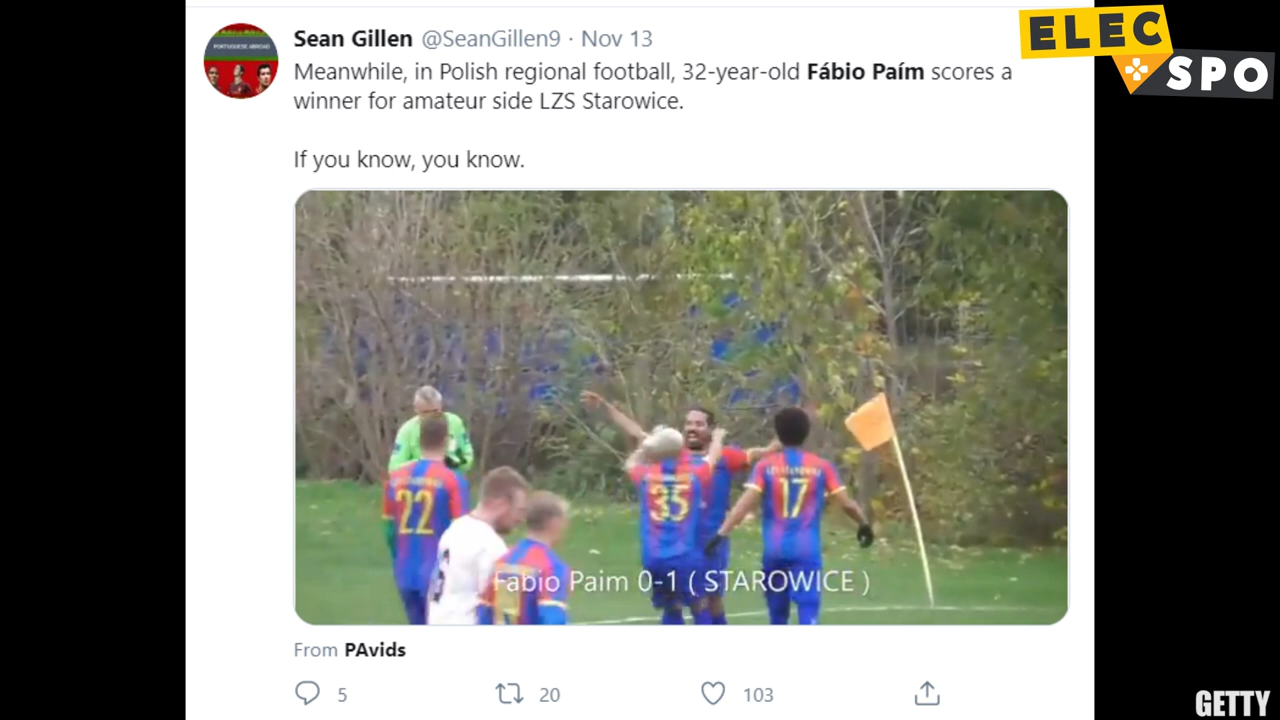 Sean Gillen @SeanGillen9 · Nov 13
Meanwhile, in Polish regional football, 32-year-old Fábio Paím scores a
winner for amateur side LZS Starowice.
If you know, you know.
ELEC
SPO
PORTUGUESE ABROAD
22
35
17
Fabio Paim 0-1 ( STAROWICE )
From PAvids
5
20
103
GETTY